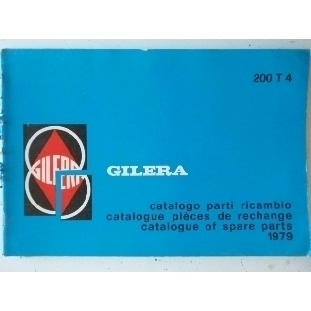 200 T 4
GILERA
GILERA
catalogo parti ricambio
catalogue pièces de rechange
catalogue of spare parts
1979